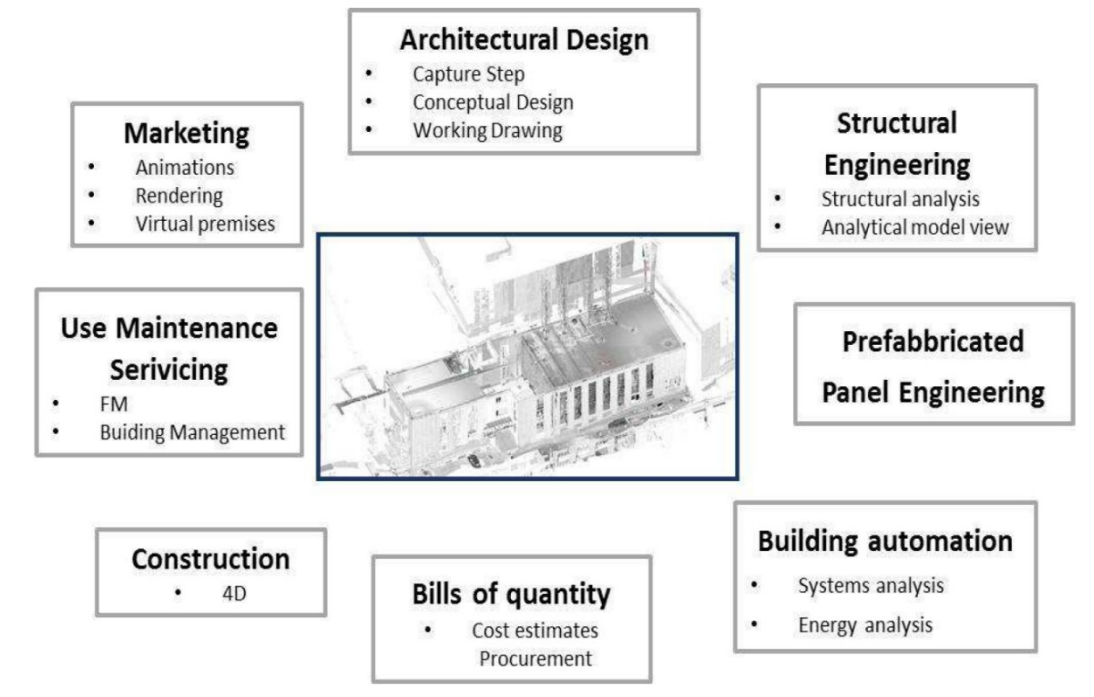 Architectural Design
• Capture Step
• Conceptual Design
• Working Drawing
Marketing
• Animations
• Rendering
• Virtual premises
Structural
Engineering
• Structural analysis
• Analytical model view
Use Maintenance
Serivicing
• FM
• Buiding Management
Prefabbricated
Panel Engineering
Construction
• 4D
Bills of quantity
• Cost estimates
Procurement
Building automation
• Systems analysis
• Energy analysis